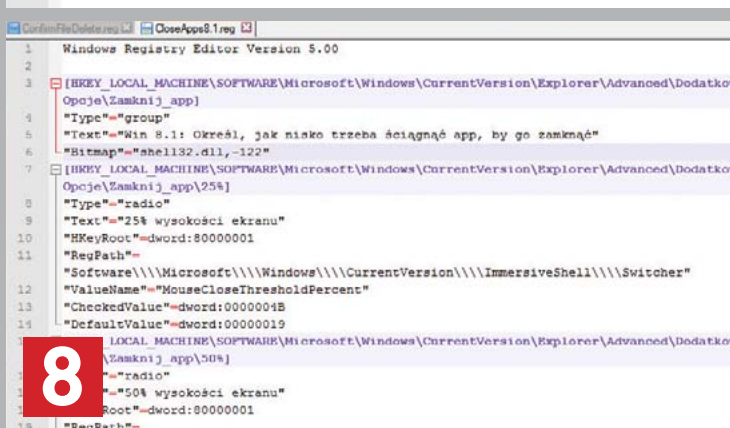 ConfirmFileDelete.reg CloseApps8.1.reg
1 Windows Registry Editor Version 5.00
2
3 [HKEY_LOCAL_MACHINE\SOFTWARE\Microsoft\Windows\CurrentVersion\Explorer\Advanced\Dodatkow
Opcje\Zamknij_app]
4 "Type"="group"
5 "Text"="Win 8.1: Określ, jak nisko trzeba ściągnąć app, by go zamknąć"
6 "Bitmap"="shell32.dll,-122"
7 [HKEY_LOCAL_MACHINE\SOFTWARE\Microsoft\Windows\CurrentVersion\Explorer\Advanced\Dodatkow
Opcje\Zamknij_app\25%]
8 "Type"="radio"
9 "Text"="25% wysokości ekranu"
10 "HKeyRoot"=dword:80000001
11 "RegPath"=
"Software\\\\Microsoft\\\\Windows\\\\CurrentVersion\\\\ImmersiveShell\\\\Switcher"
12 "ValueName"="MouseCloseThresholdPercent"
13 "CheckedValue"=dword:0000004B
14 "DefaultValue"=dword:00000019
LOCAL_MACHINE\SOFTWARE\Microsoft\Windows\CurrentVersion\Explorer\Advanced\Dodatkow
\Zamknij_app\50%]
"="radio"
"="50% wysokości ekranu"
Root"=dword:80000001
19 "RegPath"=
8